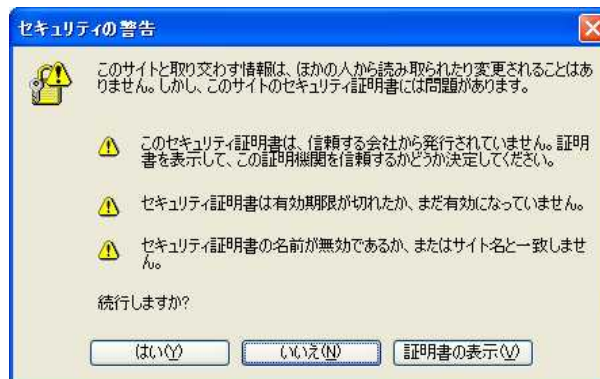 セキュリティの警告
このサイトと取り交わす情報は、ほかの人から読み取られたり変更されることはあ
りません。しかし、このサイトのセキュリティ証明書には問題があります。
このセキュリティ証明書は、信頼する会社から発行されていません。証明
書を表示して、この証明機関を信頼するかどうか決定してください。
セキュリティ証明書は有効期限が切れたか、まだ有効になっていません。
セキュリティ証明書の名前が無効であるか、またはサイト名と一致しませ
ん。
続行しますか?
はい(Y) いいえ(N) 証明書の表示(V)